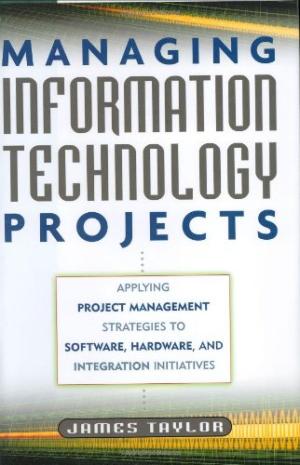 MANAGING
INFORMATION
TECHNOLOGY
PROJECTS
APPLYING
PROJECT MANAGEMENT
STRATEGIES TO
SOFTWARE, HARDWARE, AND
INTEGRATION INITIATIVES
JAMES TAYLOR